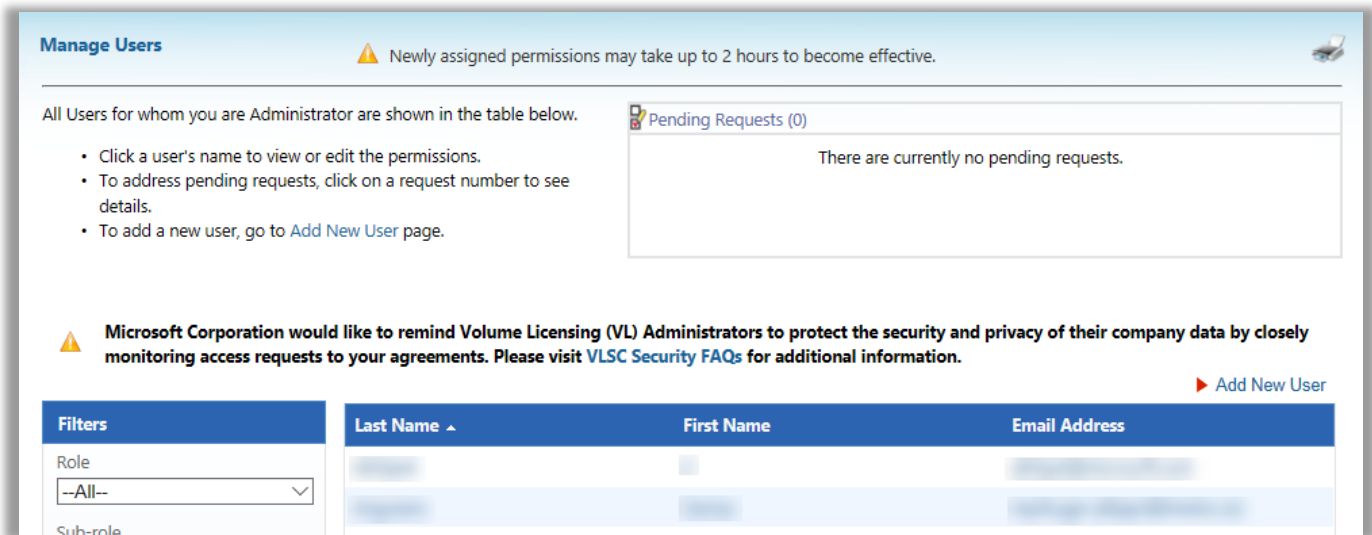 Manage Users
Newly assigned permissions may take up to 2 hours to become effective.
All Users for whom you are Administrator are shown in the table below.
• Click a user's name to view or edit the permissions.
• To address pending requests, click on a request number to see
details.
• To add a new user, go to Add New User page.
Pending Requests (0)
There are currently no pending requests.
Microsoft Corporation would like to remind Volume Licensing (VL) Administrators to protect the security and privacy of their company data by closely
monitoring access requests to your agreements. Please visit VLSC Security FAQs for additional information.
Add New User
Filters
Role
--All--
Sub-role
Last Name First Name Email Address